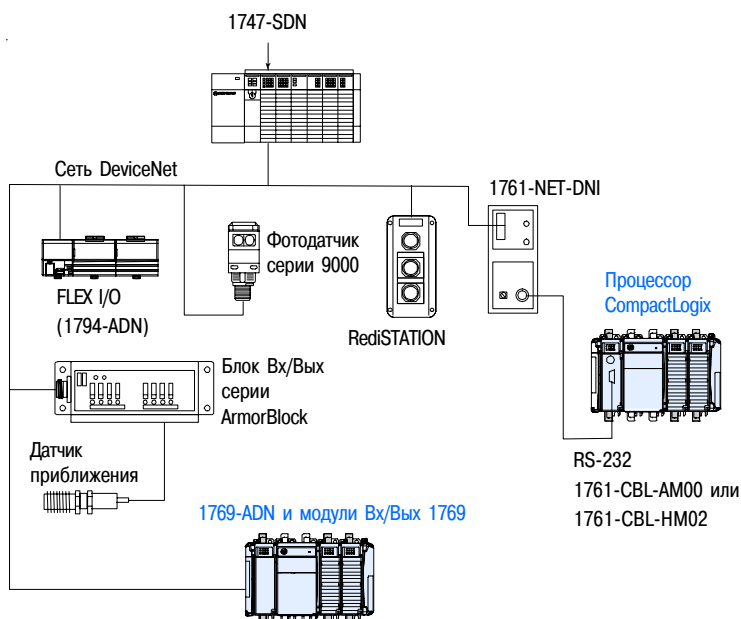 1747-SDN
Сеть DeviceNet
1761-NET-DNI
Фотодатчик
серии 9000
FLEX I/O
(1794-ADN)
RediSTATION
Процессор
CompactLogix
Блок Вх/Вых
серии
ArmorBlock
Датчик
приближения
RS-232
1761-CBL-AM00 или
1761-CBL-HM02
1769-ADN и модули Вх/Вых 1769